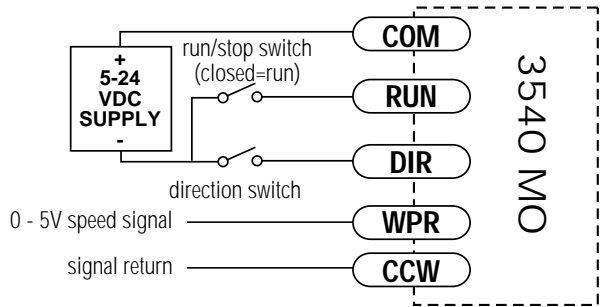 COM
run/stop switch
(closed=run)
+
5-24
VDC
SUPPLY
-
RUN
DIR
direction switch
0 - 5V speed signal
WPR
signal return
CCW
3540 MO